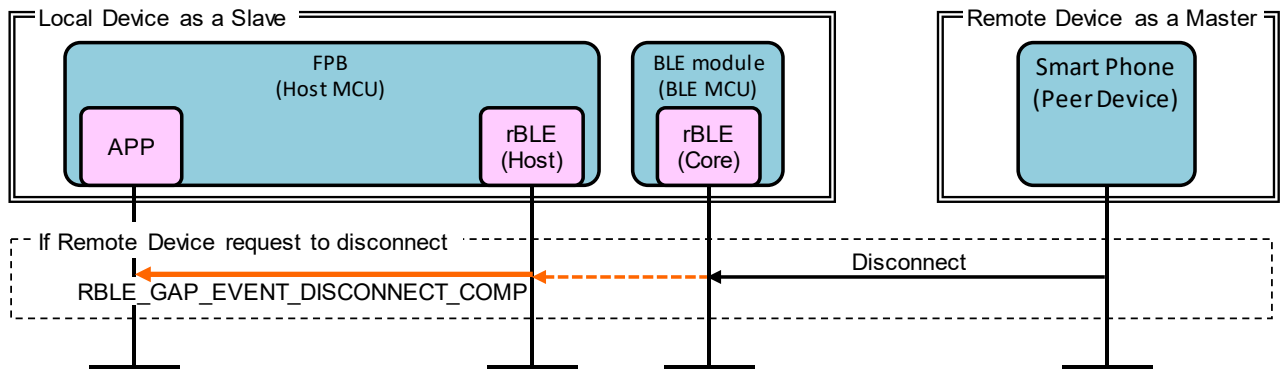 Local Device as a Slave
Remote Device as a Master
FPB
(Host MCU)
BLE module
(BLE MCU)
Smart Phone
(Peer Device)
APP
rBLE
(Host)
rBLE
(Core)
If Remote Device request to disconnect
Disconnect
RBLE_GAP_EVENT_DISCONNECT_COMP